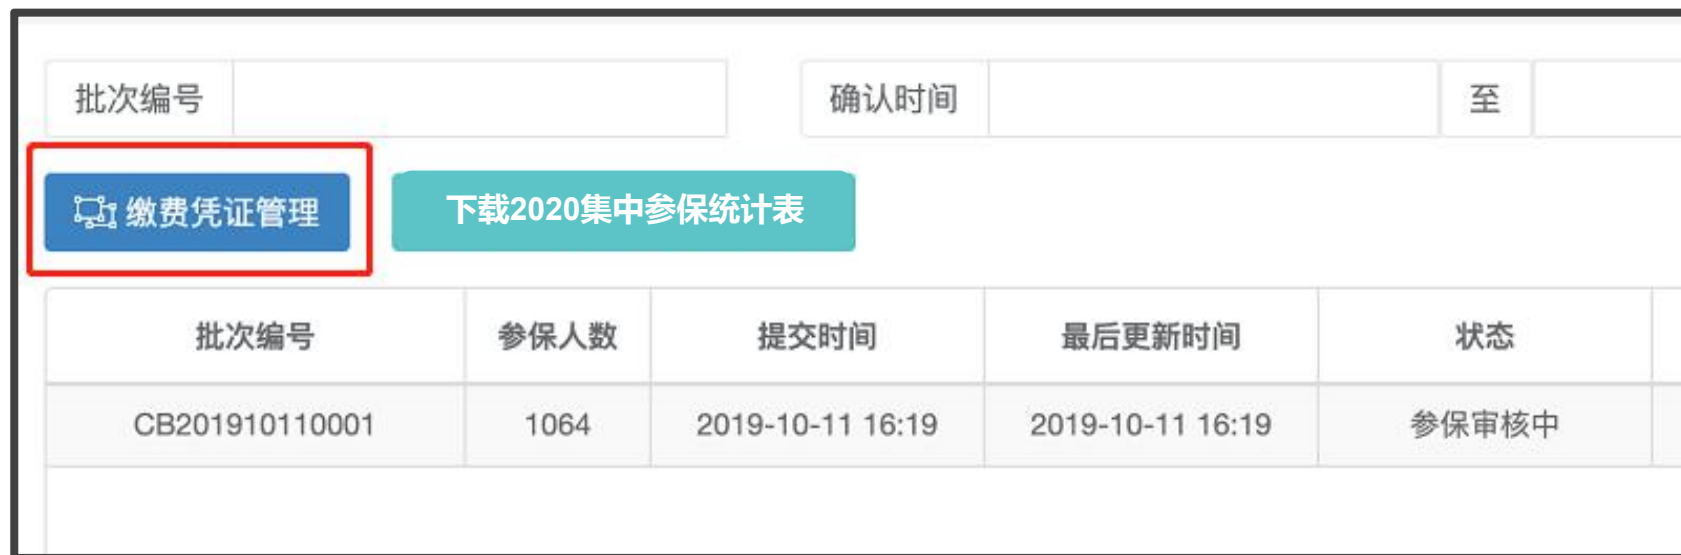 批次编号 确认时间 至
缴费凭证管理 下载2020集中参保统计表
批次编号 参保人数 提交时间 最后更新时间 状态
CB201910110001 1064 2019-10-11 16:19 2019-10-11 16:19 参保审核中